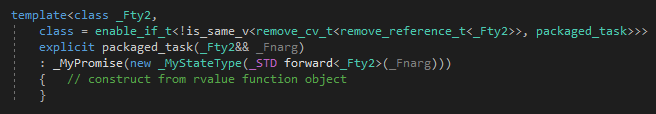 template<class _Fty2,
class = enable_if_t<!is_same_v<remove_cv_t<remove_reference_t<_Fty2>>, packaged_task>>>
explicit packaged_task(_Fty2&& _Fnarg)
: _MyPromise(new _MyStateType(_STD forward<_Fty2>(_Fnarg)))
{ // construct from rvalue function object
}